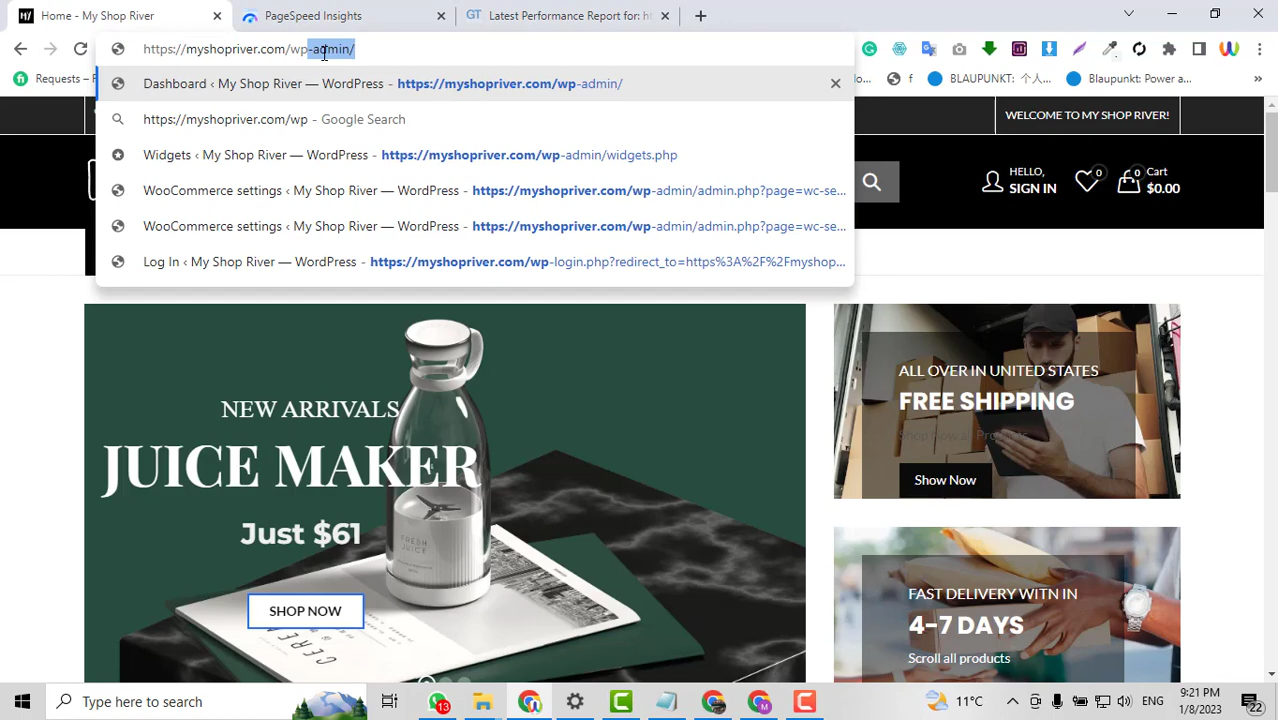 Home - My Shop River
PageSpeed Insights
Latest Performance Report for: h
https://myshopriver.com/wp-admin/
Requests
f
BLAUPUNKT: 个人...
Blaupunkt: Power a
Dashboard ‹ My Shop River — WordPress - https://myshopriver.com/wp-admin/
https://myshopriver.com/wp - Google Search
Widgets ‹ My Shop River — WordPress - https://myshopriver.com/wp-admin/widgets.php
WooCommerce settings ‹ My Shop River — WordPress - https://myshopriver.com/wp-admin/admin.php?page=wc-se...
WooCommerce settings ‹ My Shop River — WordPress - https://myshopriver.com/wp-admin/admin.php?page=wc-se...
Log In ‹ My Shop River — WordPress - https://myshopriver.com/wp-login.php?redirect_to=https%3A%2F%2Fmyshop...
WELCOME TO MY SHOP RIVER!
HELLO,
SIGN IN
0
0
Cart
$0.00
NEW ARRIVALS
JUICE MAKER
Just $61
SHOP NOW
FRESH
JUICE
ALL OVER IN UNITED STATES
FREE SHIPPING
Shop Now all Products
Show Now
FAST DELIVERY WITN IN
4-7 DAYS
Scroll all products
Type here to search
13
11°C
ENG
9:21 PM
1/8/2023
22